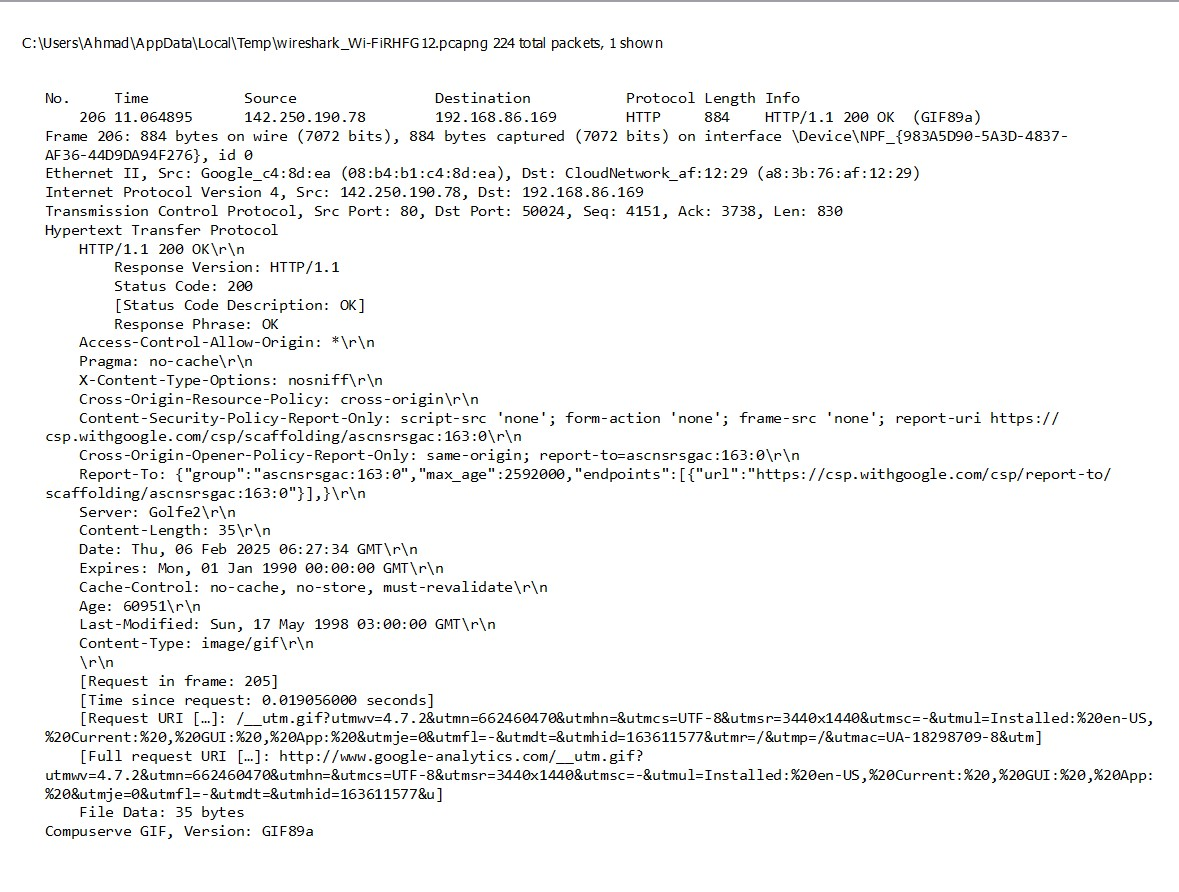 C:\Users\Ahmad\AppData\Local\Temp\wireshark_Wi-FiRHFG12.pcapng 224 total packets, 1 shown
No. Time Source Destination Protocol Length Info
206 11.064895 142.250.190.78 192.168.86.169 HTTP 884 HTTP/1.1 200 OK (GIF89a)
Frame 206: 884 bytes on wire (7072 bits), 884 bytes captured (7072 bits) on interface \Device\NPF_{983A5D90-5A3D-4837-
AF36-44D9DA94F276}, id 0
Ethernet II, Src: Google_c4:8d:ea (08:b4:b1:c4:8d:ea), Dst: CloudNetwork_af:12:29 (a8:3b:76:af:12:29)
Internet Protocol Version 4, Src: 142.250.190.78, Dst: 192.168.86.169
Transmission Control Protocol, Src Port: 80, Dst Port: 50024, Seq: 4151, Ack: 3738, Len: 830
Hypertext Transfer Protocol
HTTP/1.1 200 OK\r\n
Response Version: HTTP/1.1
Status Code: 200
[Status Code Description: OK]
Response Phrase: OK
Access-Control-Allow-Origin: *\r\n
Pragma: no-cache\r\n
X-Content-Type-Options: nosniff\r\n
Cross-Origin-Resource-Policy: cross-origin\r\n
Content-Security-Policy-Report-Only: script-src 'none'; form-action 'none'; frame-src 'none'; report-uri https://
csp.withgoogle.com/csp/scaffolding/ascnsrsgac:163:0\r\n
Cross-Origin-Opener-Policy-Report-Only: same-origin; report-to=ascnsrsgac:163:0\r\n
Report-To: {"group":"ascnsrsgac:163:0","max_age":2592000,"endpoints":[{"url":"https://csp.withgoogle.com/csp/report-to/
scaffolding/ascnsrsgac:163:0"}],}\r\n
Server: Golfe2\r\n
Content-Length: 35\r\n
Date: Thu, 06 Feb 2025 06:27:34 GMT\r\n
Expires: Mon, 01 Jan 1990 00:00:00 GMT\r\n
Cache-Control: no-cache, no-store, must-revalidate\r\n
Age: 60951\r\n
Last-Modified: Sun, 17 May 1998 03:00:00 GMT\r\n
Content-Type: image/gif\r\n
\r\n
[Request in frame: 205]
[Time since request: 0.019056000 seconds]
[Request URI […]: /__utm.gif?utmwv=4.7.2&utmn=662460470&utmhn=&utmcs=UTF-8&utmsr=3440x1440&utmsc=-&utmul=Installed:%20en-US,
%20Current:%20,%20GUI:%20,%20App:%20&utmje=0&utmfl=-&utmdt=&utmhid=163611577&utmr=/&utmp=/&utmac=UA-18298709-8&utm]
[Full request URI […]: http://www.google-analytics.com/__utm.gif?
utmwv=4.7.2&utmn=662460470&utmhn=&utmcs=UTF-8&utmsr=3440x1440&utmsc=-&utmul=Installed:%20en-US,%20Current:%20,%20GUI:%20,%20App:
%20&utmje=0&utmfl=-&utmdt=&utmhid=163611577&u]
File Data: 35 bytes
Compuserve GIF, Version: GIF89a